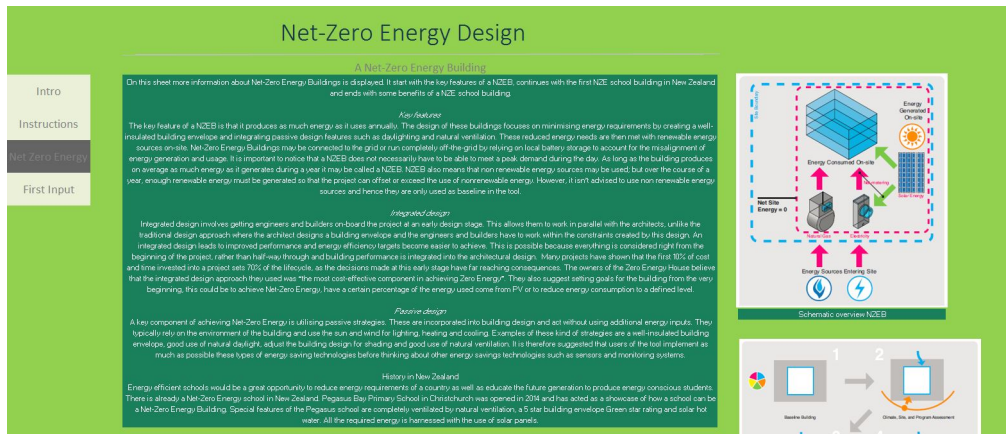 Net-Zero Energy Design
A Net-Zero Energy Building
Intro
Instructions
Net Zero Energy
First Input
On this sheet more information about Net-Zero Energy Buildings is displayed. It start with the key features of a NZEB, continues with the first NZE school building in New Zealand
and ends with some benefits of a NZE school building.
Key features
The key feature of a NZEB is that it produces as much energy as it uses annually. The design of these buildings focuses on minimising energy requirements by creating a well-
insulated building envelope and integrating passive design features such as daylighting and natural ventilation. These reduced energy needs are then met with renewable energy
sources on-site. Net-Zero Energy Buildings may be connected to the grid or run completely off-the-grid by relying on local battery storage to account for the misalignment of
energy generation and usage. It is important to notice that a NZEB does not necessarily have to be able to meet a peak demand during the day. As long as the building produces
on average as much energy as it generates during a year it may be called a NZEB. NZEB also means that non renewable energy sources may be used; but over the course of a
year, enough renewable energy must be generated so that the project can offset or exceed the use of nonrenewable energy. However, it isn't advised to use non renewable energy
sources and hence they are only used as baseline in the tool.
Integrated design
Integrated design involves getting engineers and builders on-board the project at an early design stage. This allows them to work in parallel with the architects, unlike the
traditional design approach where the architect designs a building envelope and the engineers and builders have to work within the constraints created by this design. An
integrated design leads to improved performance and energy efficiency targets become easier to achieve. This is possible because everything is considered right from the
beginning of the project, rather than half-way through and building performance is integrated into the architectural design. Many projects have shown that the first 10% of cost
and time invested into a project sets 70% of the lifecycle, as the decisions made at this early stage have far reaching consequences. The owners of the Zero Energy House believe
that the integrated design approach they used was "the most cost-effective component in achieving Zero Energy". They also suggest setting goals for the building from the very
beginning; this could be to achieve Net-Zero Energy, have a certain percentage of the energy used come from PV or to reduce energy consumption to a defined level.
Passive design
A key component of achieving Net-Zero Energy is utilising passive strategies. These are incorporated into building design and act without using additional energy inputs. They
typically rely on the environment of the building and use the sun and wind for lighting, heating and cooling. Examples of these kind of strategies are a well-insulated building
envelope, good use of natural daylight, adjust the building design for shading and good use of natural ventilation. It is therefore suggested that users of the tool implement as
much as possible these types of energy saving technologies before thinking about other energy savings technologies such as sensors and monitoring systems.
History in New Zealand
Energy efficient schools would be a great opportunity to reduce energy requirements of a country as well as educate the future generation to produce energy conscious students.
There is already a Net-Zero Energy school in New Zealand. Pegasus Bay Primary School in Christchurch was opened in 2014 and has acted as a showcase of how a school can be
a Net-Zero Energy Building. Special features of the Pegasus school are completely ventilated by natural ventilation, a 5 star building envelope Green star rating and solar hot
water. All the required energy is harnessed with the use of solar panels.
Site Boundary
Energy
Generated
On-site
Energy Consumed On-site
Net-metering
Solar Energy
Net Site
Energy = 0
Natural Gas
Electricity
Energy Sources Entering Site
Schematic overview NZEB
1
2
Baseline Building
Climate, Site, and Program Assessment